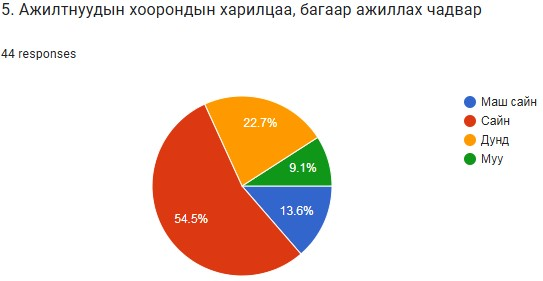 5. Ажилтнуудын хоорондын харилцаа, багаар ажиллах чадвар
44 responses
Маш сайн
Сайн
Дунд
Муу
22.7%
9.1%
13.6%
54.5%